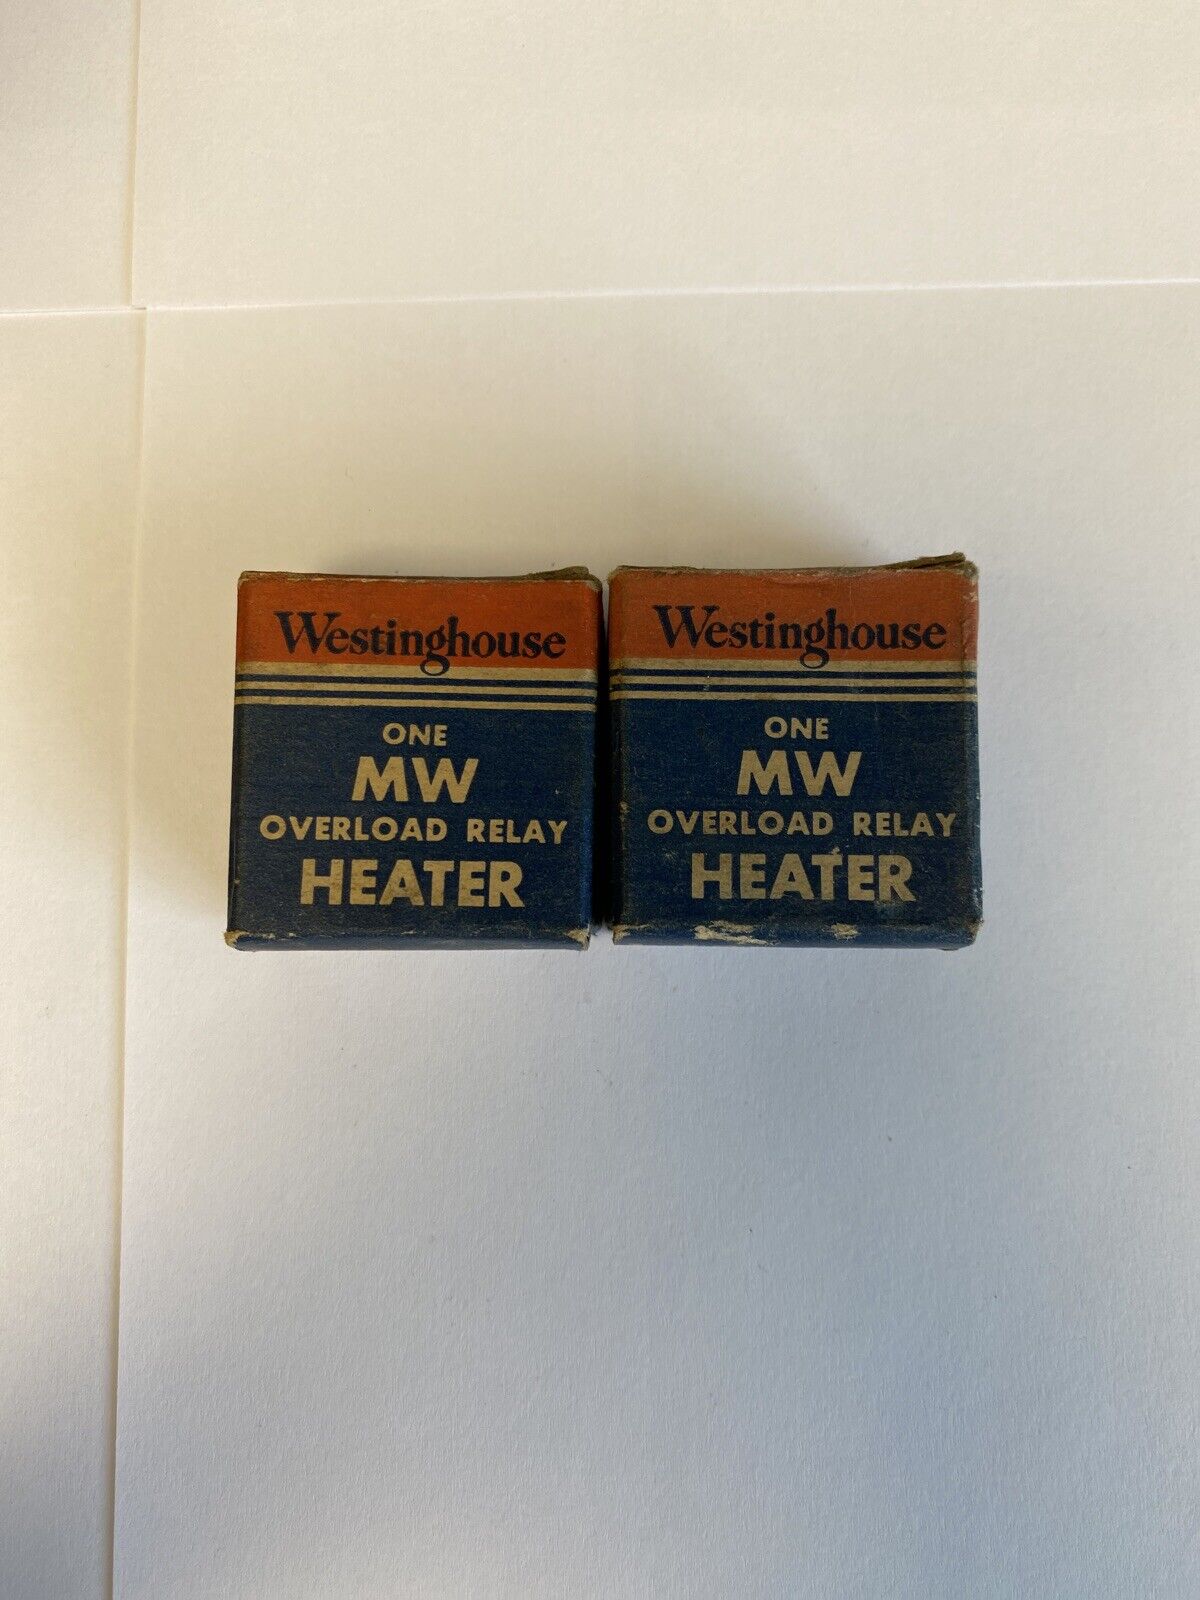 Westinghouse
ONE
MW
OVERLOAD RELAY
HEATER
Westinghouse
ONE
MW
OVERLOAD RELAY
HEATER